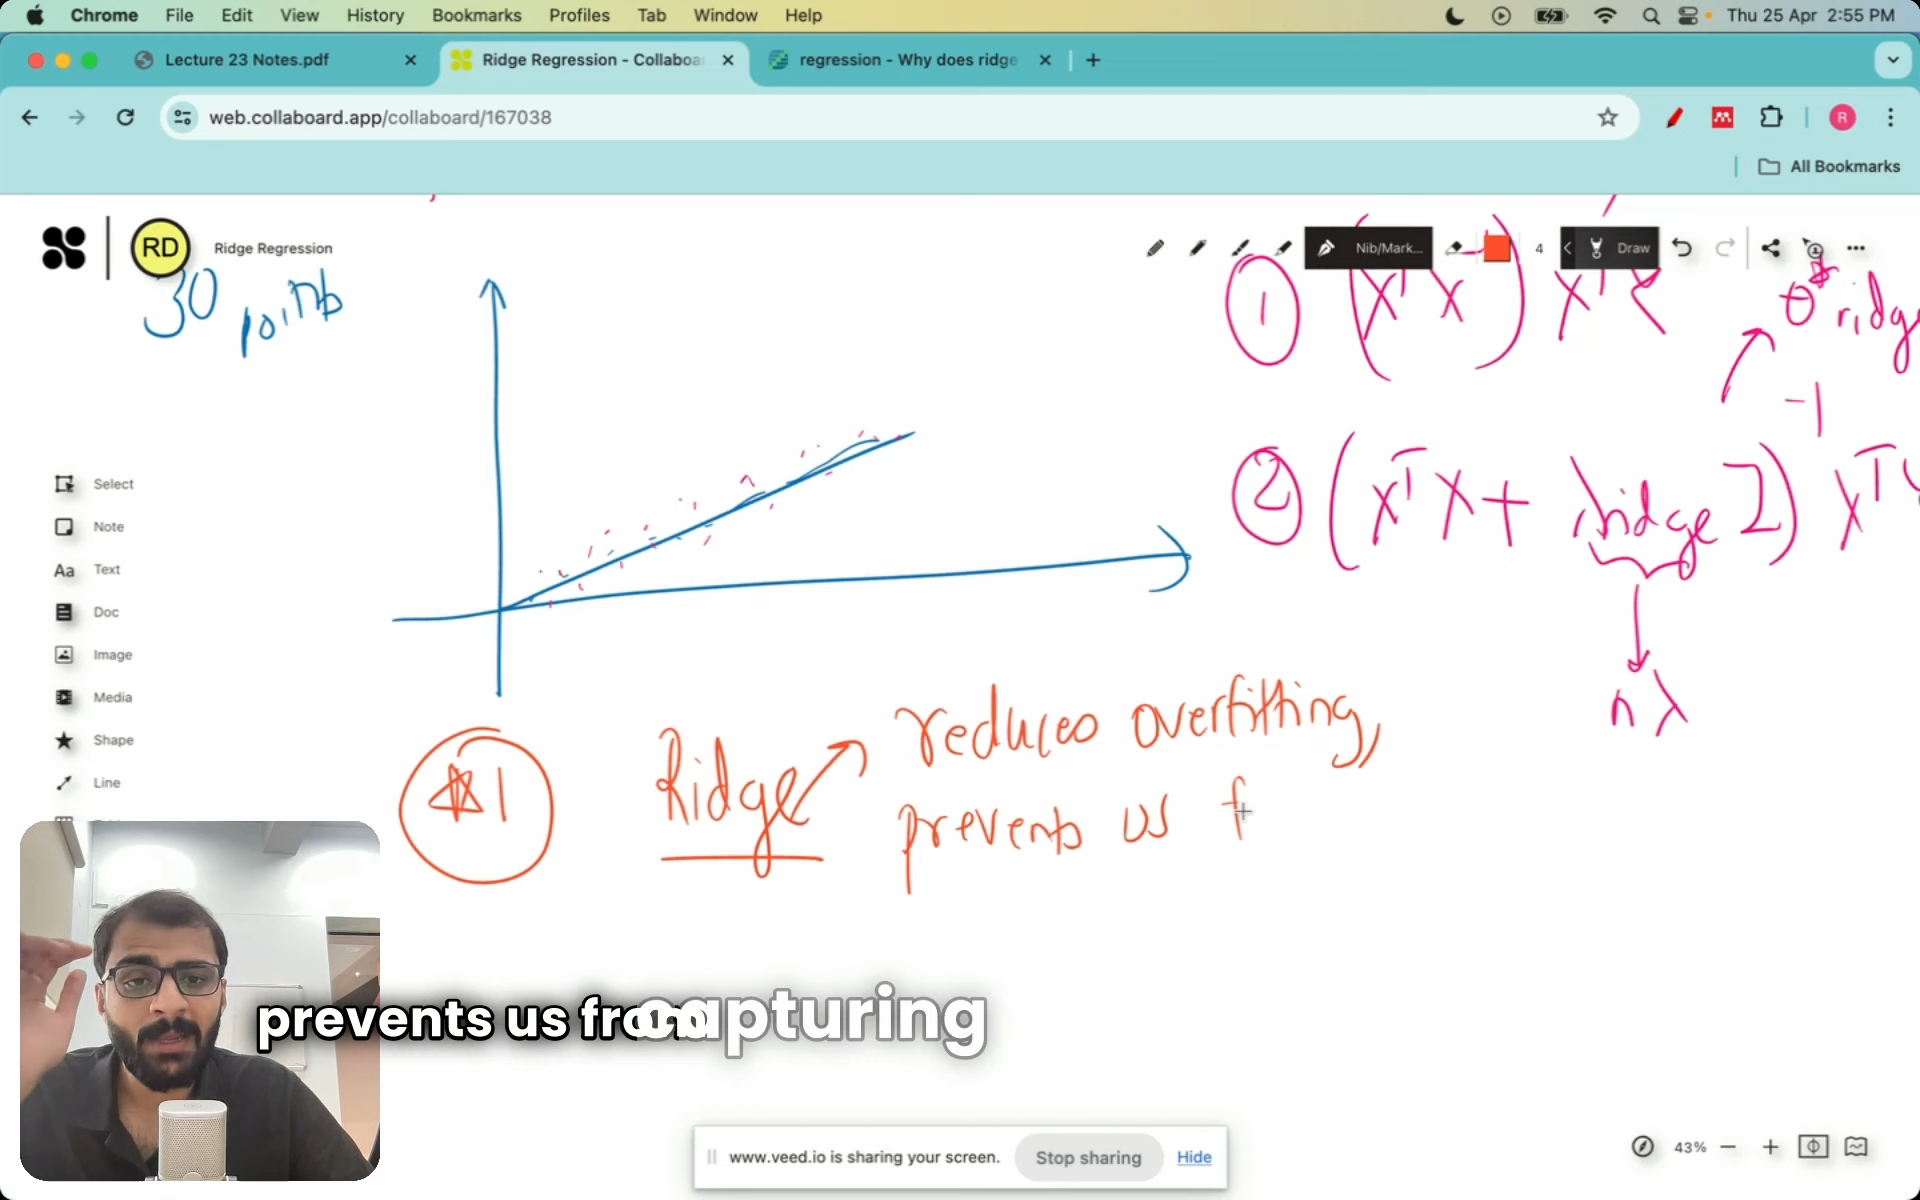 Chrome File Edit View History Bookmarks Profiles Tab Window Help Thu 25 Apr 2:55 PM
Lecture 23 Notes.pdf
Ridge Regression - Collaboa
regression - Why does ridge
web.collaboard.app/collaboard/167038
R
All Bookmarks
RD
Ridge Regression
Nib/Mark...
4
Draw
30 points
① (XᵀX)⁻¹ Xᵀ
θ* ridge
② (XᵀX + λridge I)⁻¹ XᵀY
nλ
Select
Note
Text
Doc
Image
Media
Shape
Line
1
Ridge
reduces overfitting,
prevents us f
prevents us from capturing
www.veed.io is sharing your screen.
Stop sharing
Hide
43%